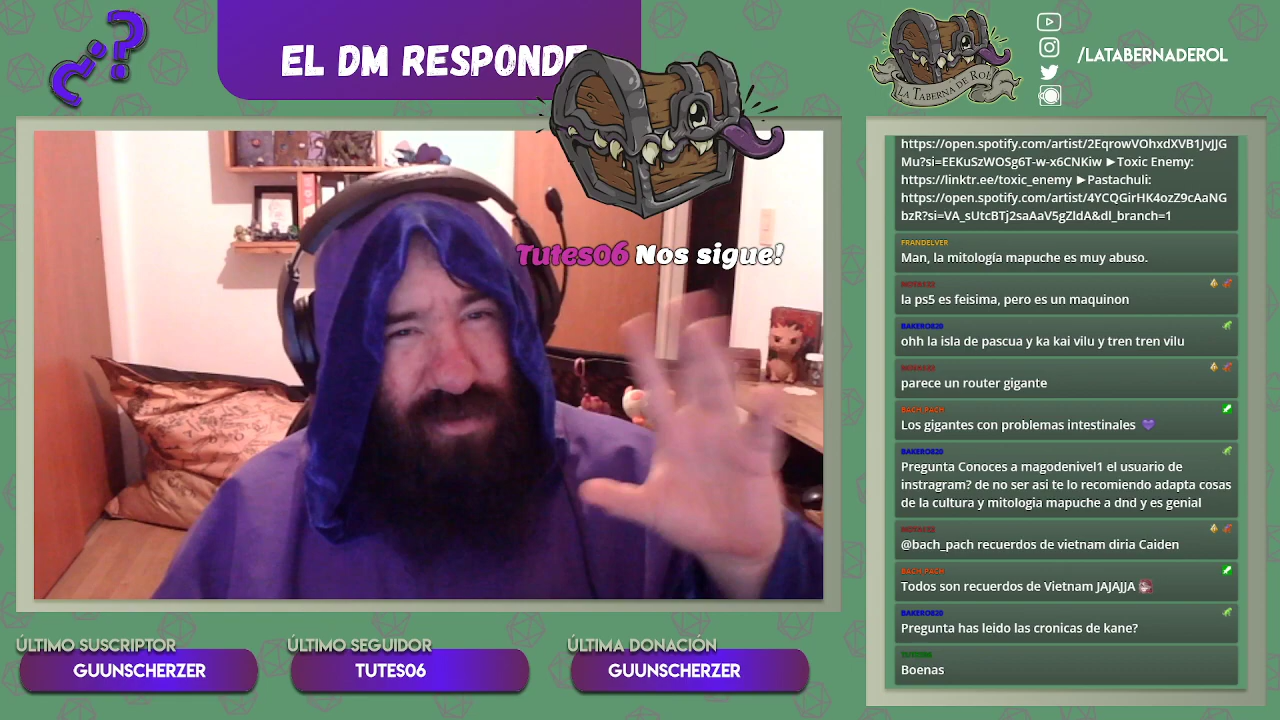 EL DM RESPONDE
LA TABERNA DE ROL
/LATABERNADEROL
Tutes06 Nos sigue!
https://open.spotify.com/artist/2EqrowVOhxdXVB1JvJJG
Mu?si=EEKuSzWOSg6T-w-x6CNKiw ►Toxic Enemy:
https://linktr.ee/toxic_enemy ►Pastachuli:
https://open.spotify.com/artist/4YCQGirHK4ozZ9cAaNG
bzR?si=VA_sUtcBTj2saAaV5gZldA&dl_branch=1
FRANDELVER
Man, la mitología mapuche es muy abuso.
la ps5 es feisima, pero es un maquinon
BAKERO820
ohh la isla de pascua y ka kai vilu y tren tren vilu
parece un router gigante
BACH_PACH
Los gigantes con problemas intestinales 💜
BAKERO820
Pregunta Conoces a magodenivel1 el usuario de
instragram? de no ser asi te lo recomiendo adapta cosas
de la cultura y mitologia mapuche a dnd y es genial
@bach_pach recuerdos de vietnam diria Caiden
BACH_PACH
Todos son recuerdos de Vietnam JAJAJJA
BAKERO820
Pregunta has leido las cronicas de kane?
TUTES06
Boenas
ÚLTIMO SUSCRIPTOR
GUUNSCHERZER
ÚLTIMO SEGUIDOR
TUTES06
ÚLTIMA DONACIÓN
GUUNSCHERZER